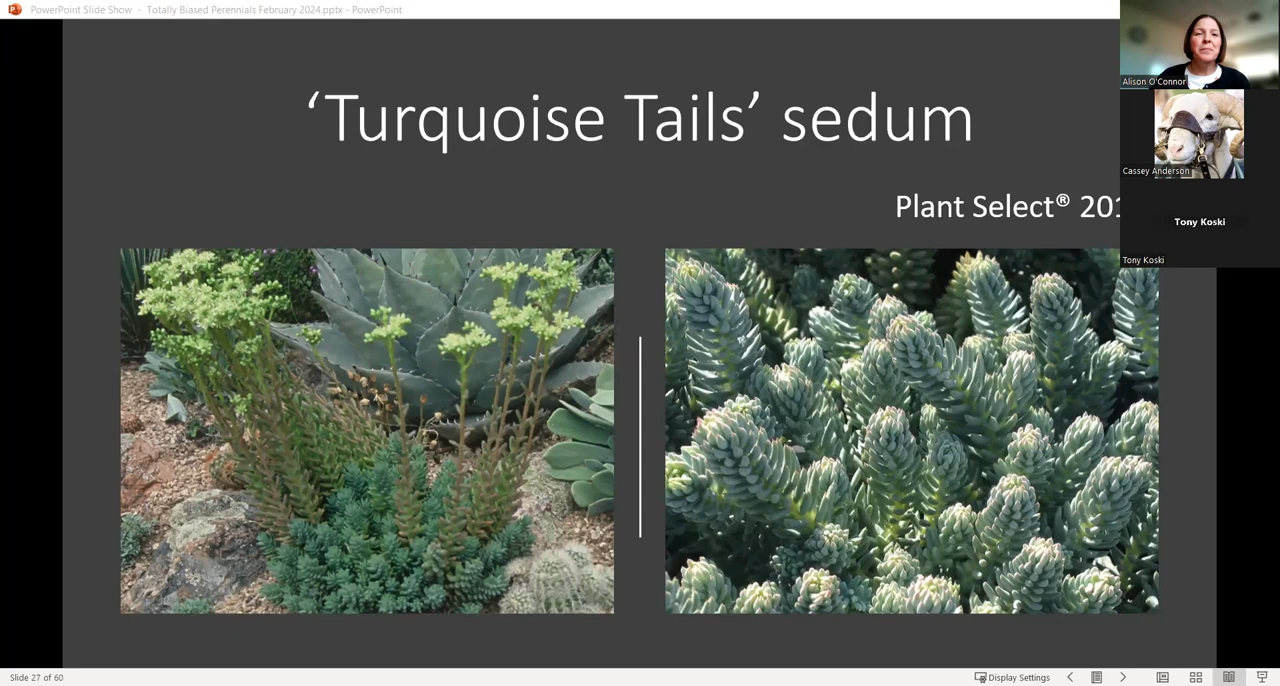 PowerPoint Slide Show - Totally Biased Perennials February 2024.pptx - PowerPoint
‘Turquoise Tails’ sedum
Plant Select® 201
Alison O'Connor
Cassey Anderson
Tony Koski
Tony Koski
Slide 27 of 60
Display Settings